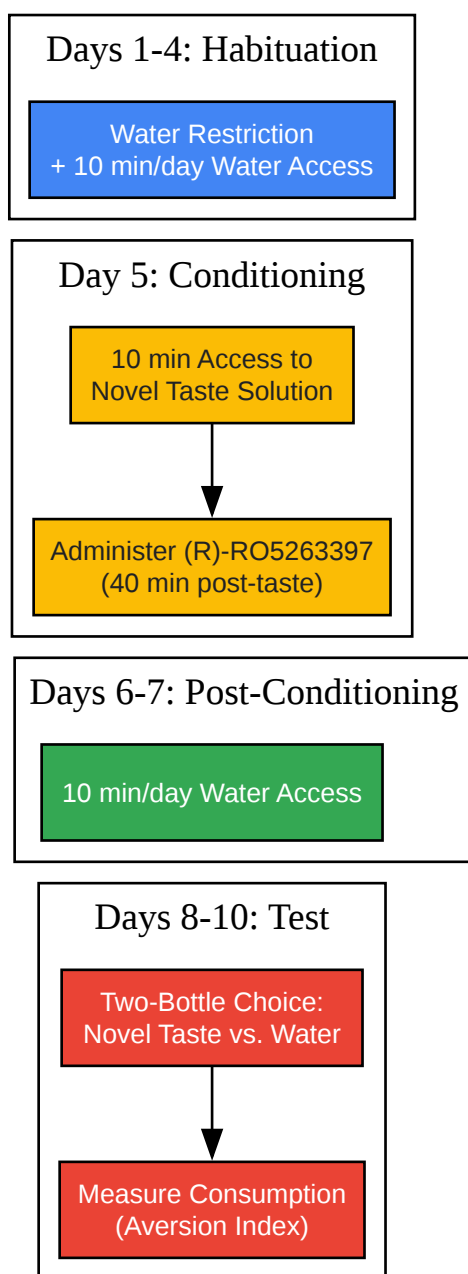 Days 1-4: Habituation
Water Restriction
+ 10 min/day Water Access
Day 5: Conditioning
10 min Access to
Novel Taste Solution
Administer (R)-RO5263397
(40 min post-taste)
Days 6-7: Post-Conditioning
10 min/day Water Access
Days 8-10: Test
Two-Bottle Choice:
Novel Taste vs. Water
Measure Consumption
(Aversion Index)